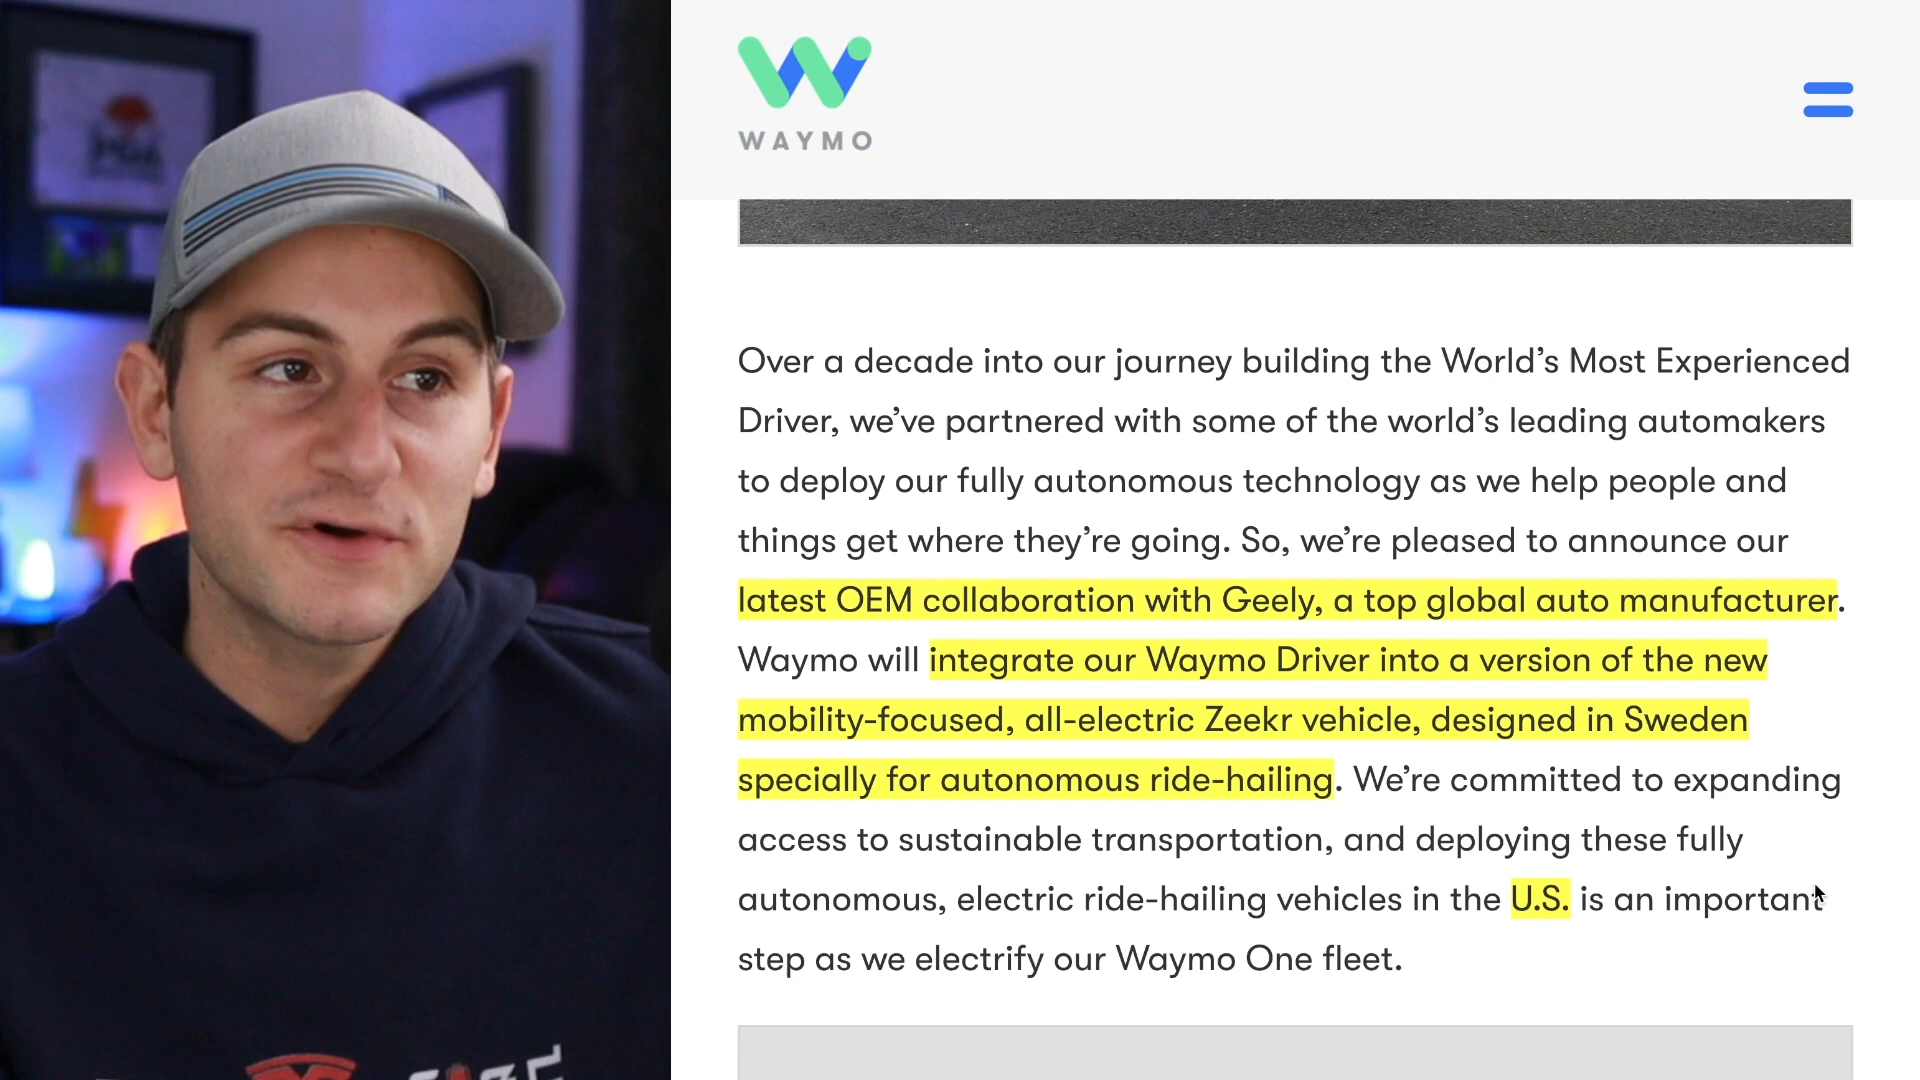 WAYMO
Over a decade into our journey building the World’s Most Experienced
Driver, we’ve partnered with some of the world’s leading automakers
to deploy our fully autonomous technology as we help people and
things get where they’re going. So, we’re pleased to announce our
latest OEM collaboration with Geely, a top global auto manufacturer.
Waymo will integrate our Waymo Driver into a version of the new
mobility-focused, all-electric Zeekr vehicle, designed in Sweden
specially for autonomous ride-hailing. We’re committed to expanding
access to sustainable transportation, and deploying these fully
autonomous, electric ride-hailing vehicles in the U.S. is an important
step as we electrify our Waymo One fleet.